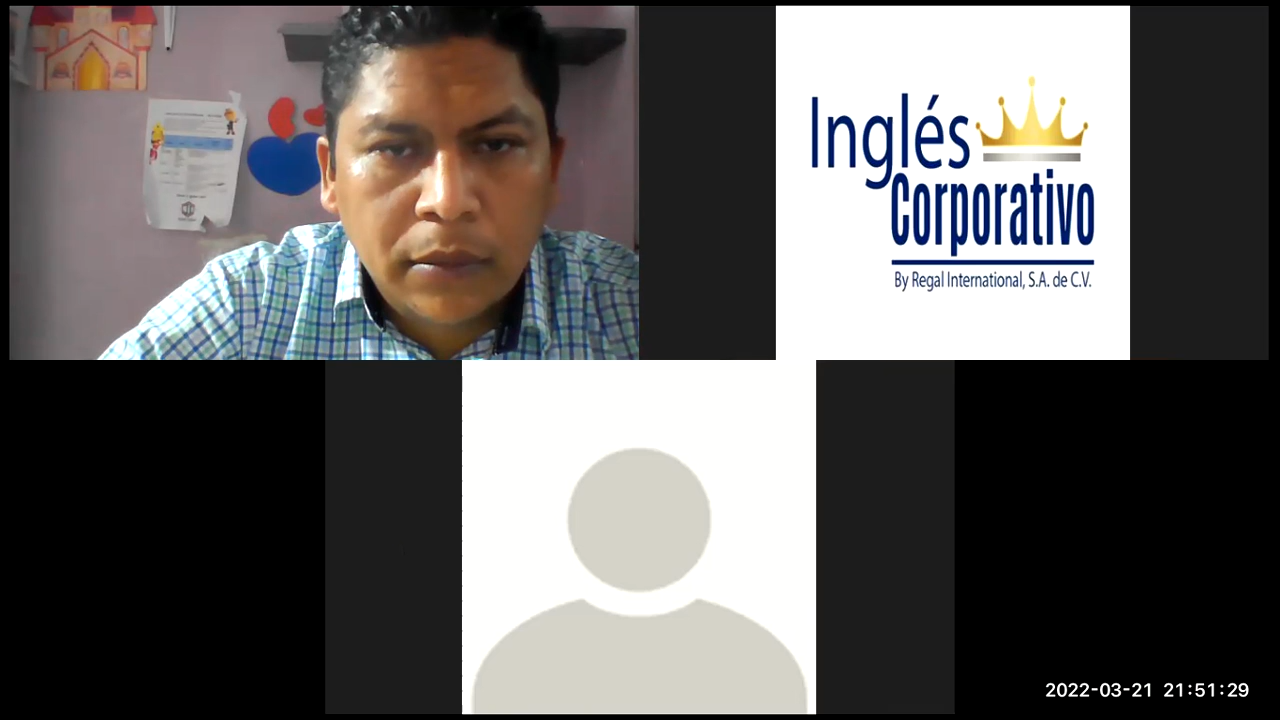 Inglés
Corporativo
By Regal International, S.A. de C.V.
2022-03-21 21:51:29